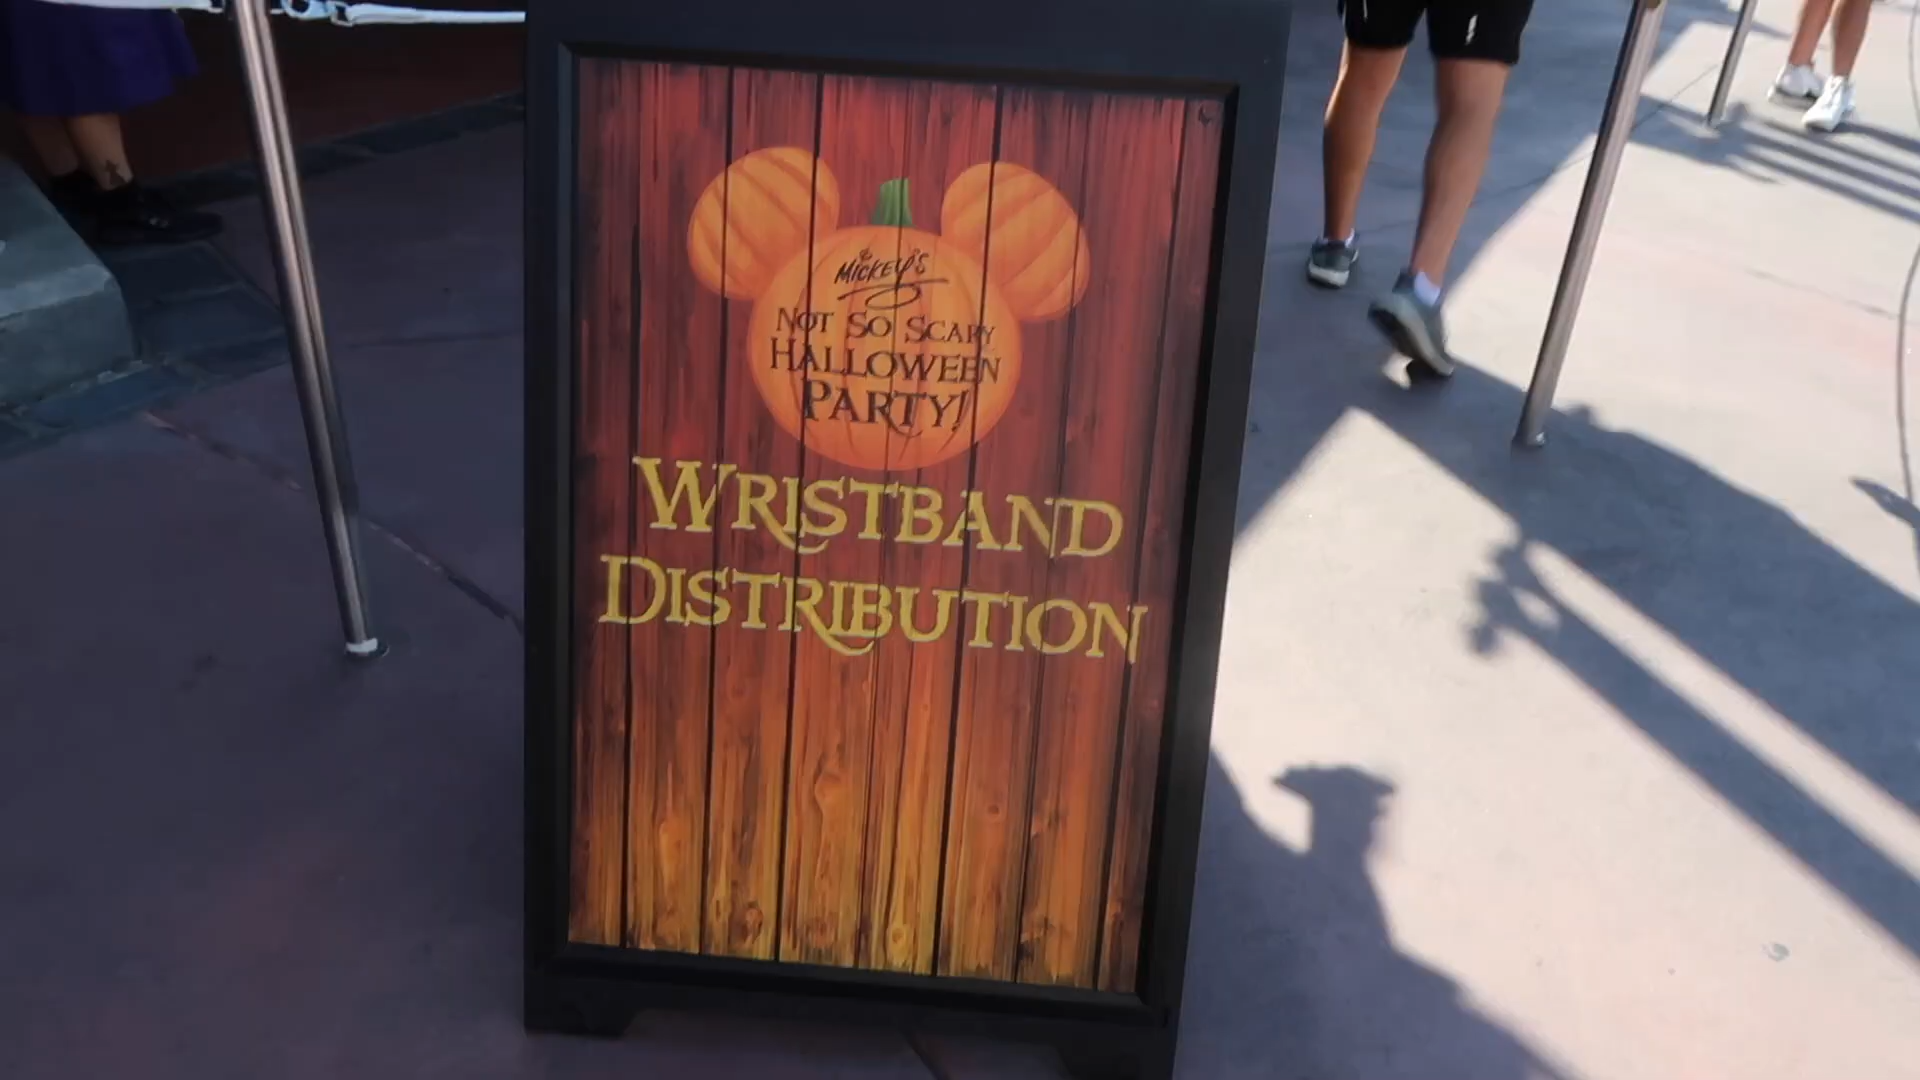 Mickey's
Not So Scary
Halloween
Party!
Wristband
Distribution